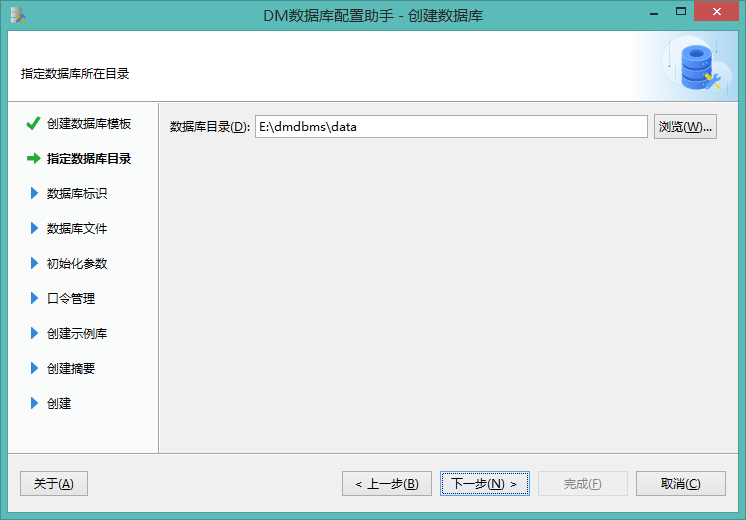 DM数据库配置助手 - 创建数据库
指定数据库所在目录
创建数据库模板
指定数据库目录
数据库标识
数据库文件
初始化参数
口令管理
创建示例库
创建摘要
创建
数据库目录(D): E:\dmdbms\data 浏览(W)...
关于(A) < 上一步(B) 下一步(N) > 完成(F) 取消(C)